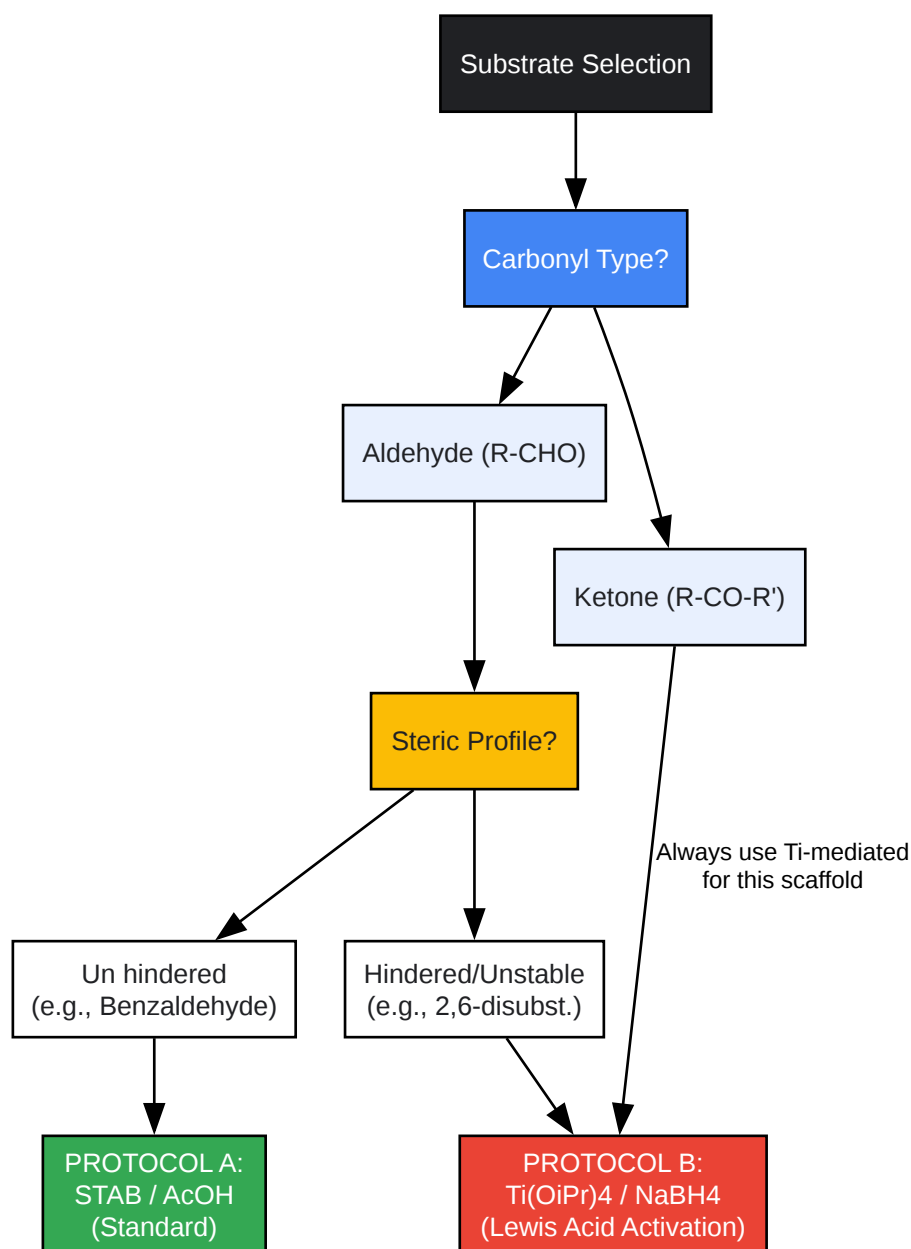 Substrate Selection
Carbonyl Type?
Aldehyde (R-CHO)
Ketone (R-CO-R')
Steric Profile?
Always use Ti-mediated
for this scaffold
Un hindered
(e.g., Benzaldehyde)
Hindered/Unstable
(e.g., 2,6-disubst.)
PROTOCOL A:
STAB / AcOH
(Standard)
PROTOCOL B:
Ti(OiPr)4 / NaBH4
(Lewis Acid Activation)